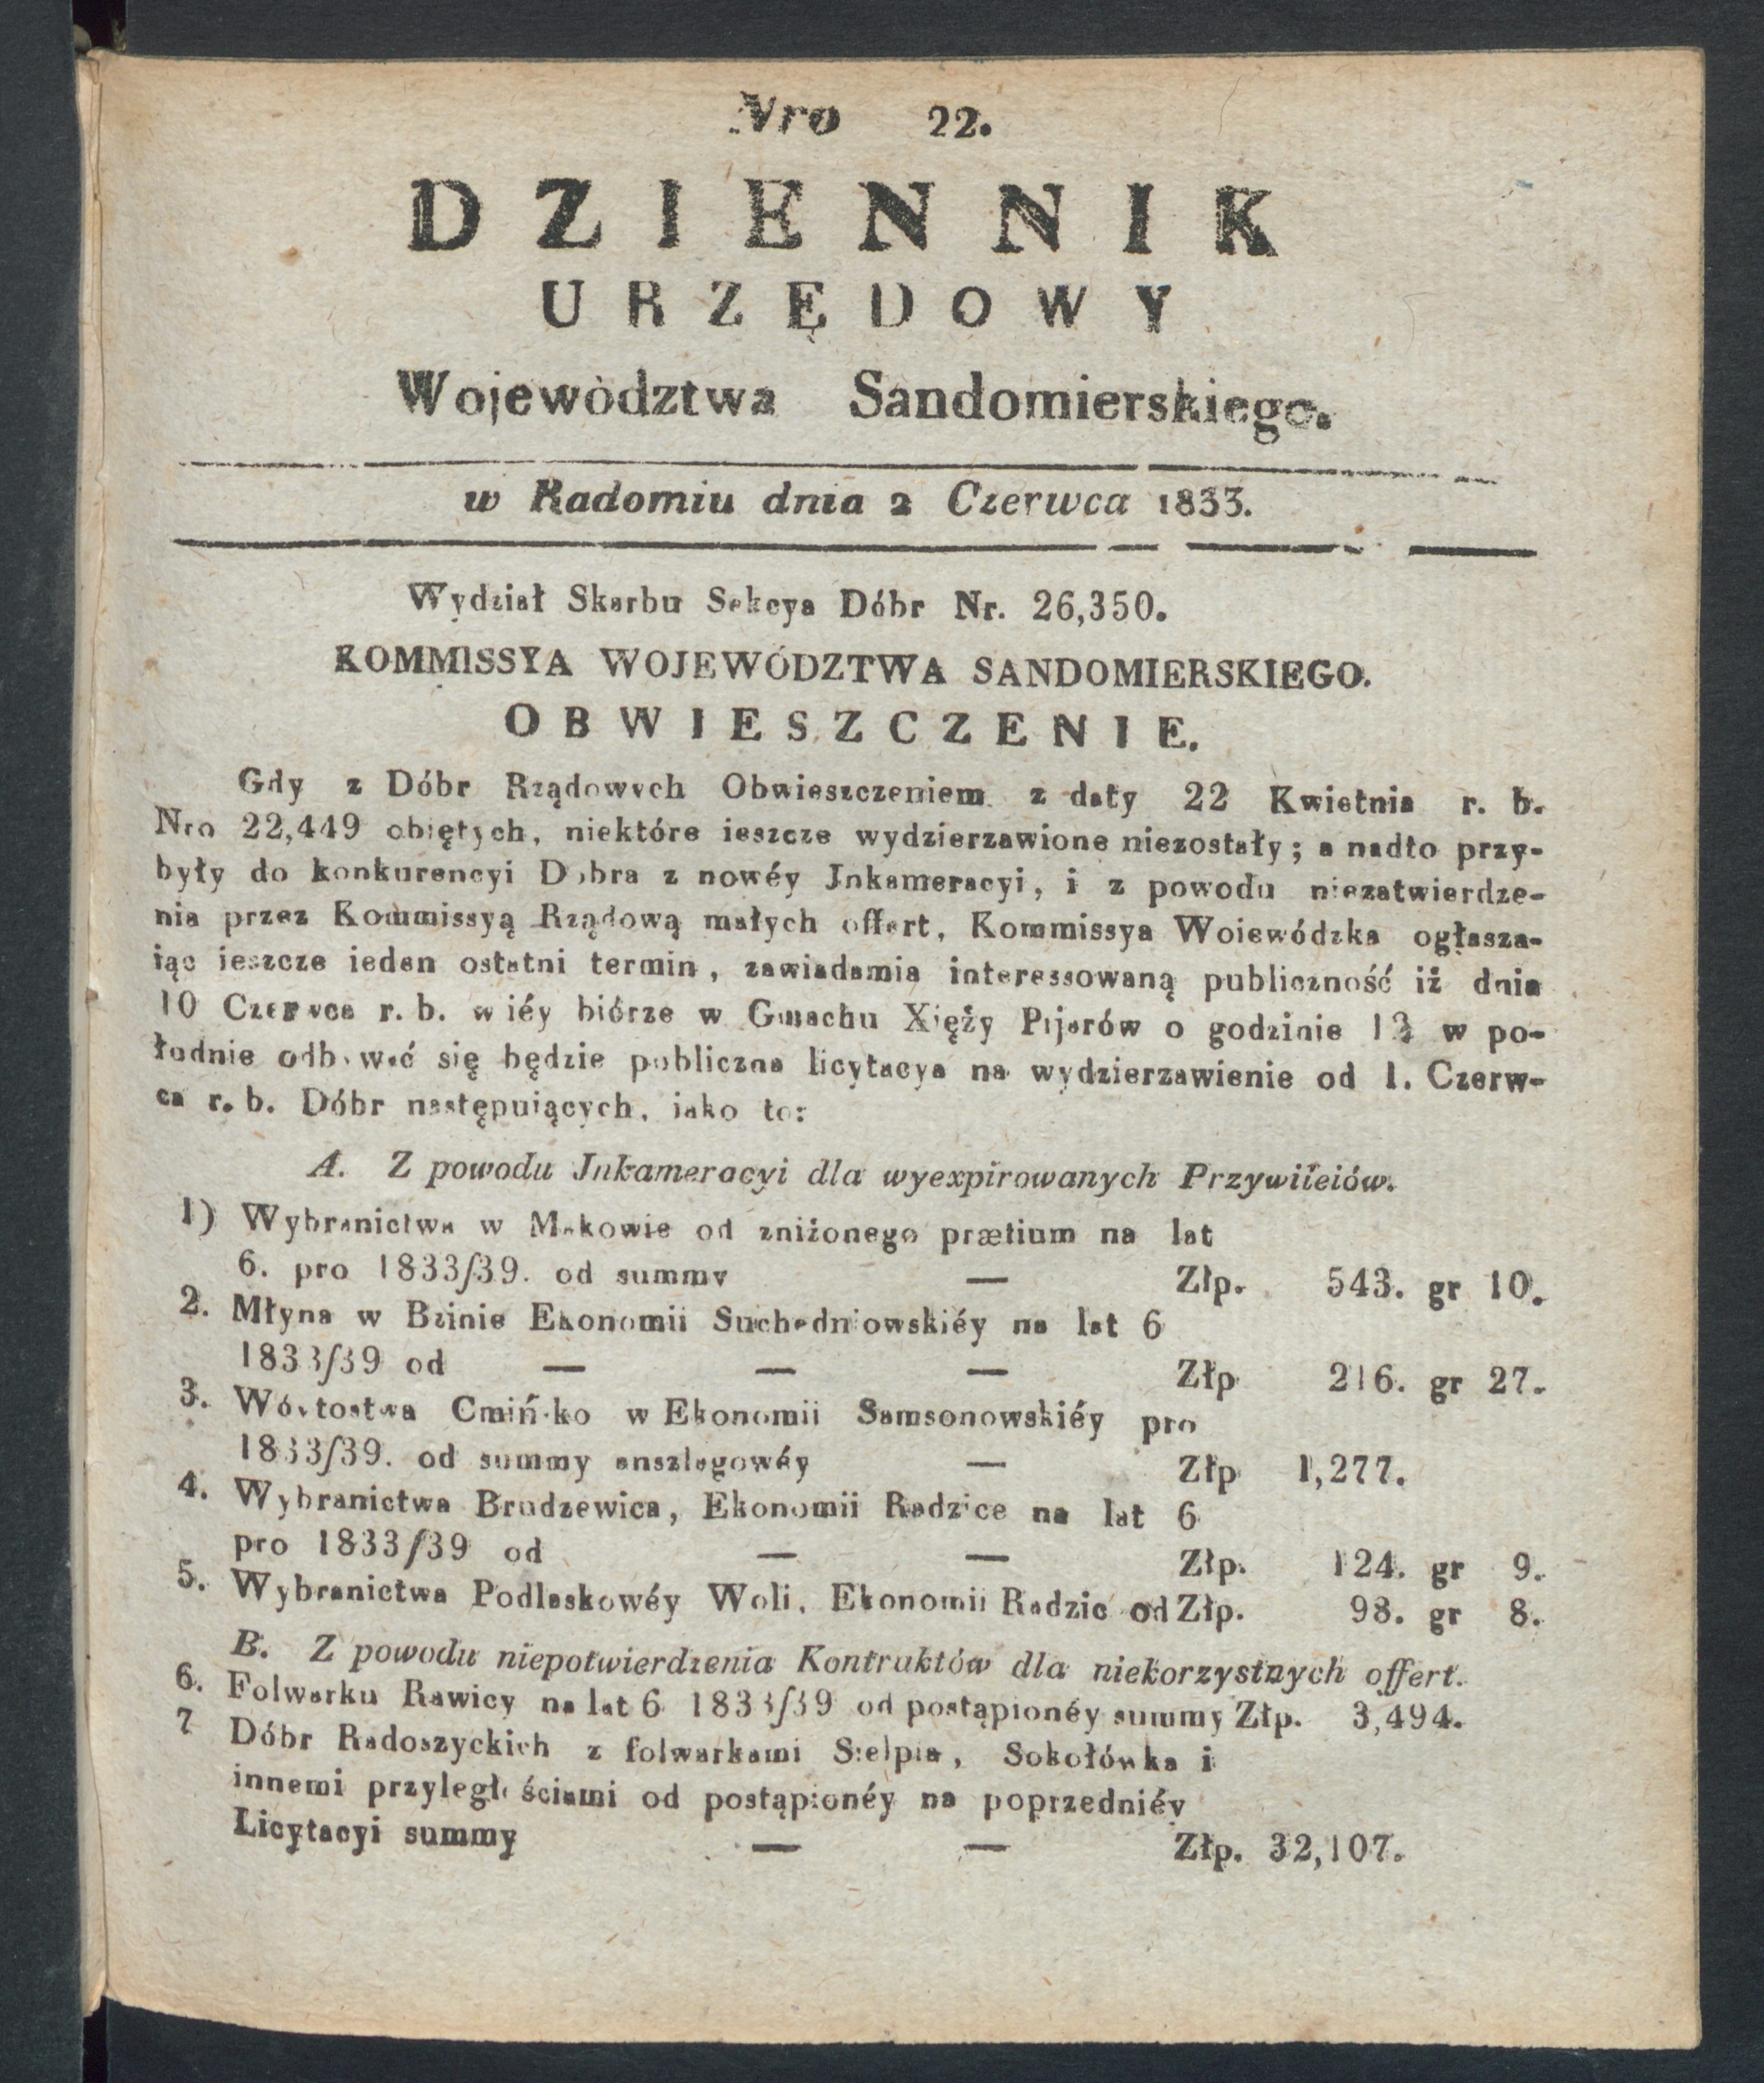 Nro 22.
DZIENNIK
URZĘDOWY
Województwa Sandomierskiego.
w Radomiu dnia 2 Czerwca 1833.
Wydział Skarbu Sekcya Dóbr Nr. 26,350.
KOMMISSYA WOJEWÓDZTWA SANDOMIERSKIEGO.
OBWIESZCZENIE.
Gdy z Dóbr Rządowych Obwieszczeniem z daty 22 Kwietnia r. b.
Nro 22,449 obiętych, niektóre ieszcze wydzierzawione niezostały; a nadto przy-
były do konkurencyi Dobra z nowéy Jnkameracyi, i z powodu niezatwierdze-
nia przez Kommissyą Rządową małych offert, Kommissya Woiewódzka ogłasza-
iąc ieszcze ieden ostatni termin, zawiadamia interessowaną publiczność iż dnia
10 Czerwca r. b. w iéy biórze w Gmachu Xięży Pijarów o godzinie 12 w po-
łudnie odbywać się będzie publiczna licytacya na wydzierzawienie od 1. Czerw-
ca r. b. Dóbr następuiących, iako to:
A. Z powodu Jnkameracyi dla wyexpirowanych Przywileiów.
1) Wybranictwa w Makowie od zniżonego prætium na lat
6. pro 1833/39. od summy — Złp. 543. gr 10.
2. Młyna w Bzinie Ekonomii Suchedniowskiéy na lat 6
1833/39 od — — — Złp 216. gr 27.
3. Wóytostwa Cmińsko w Ekonomii Samsonowskiéy pro
1833/39. od summy anszlagowéy — Złp 1,277.
4. Wybranictwa Brudzewica, Ekonomii Radzice na lat 6
pro 1833/39 od — — Złp. 124. gr 9.
5. Wybranictwa Podlaskowéy Woli, Ekonomii Radzic od Złp. 98. gr 8.
B. Z powodu niepotwierdzenia Kontraktów dla niekorzystnych offert.
6. Folwarku Rawicy na lat 6 1833/39 od postąpionéy summy Złp. 3,494.
7 Dóbr Radoszyckich z folwarkami Sielpia, Sokołówka i
innemi przyległościami od postąpionéy na poprzedniéy
Licytacyi summy — — Złp. 32,107.